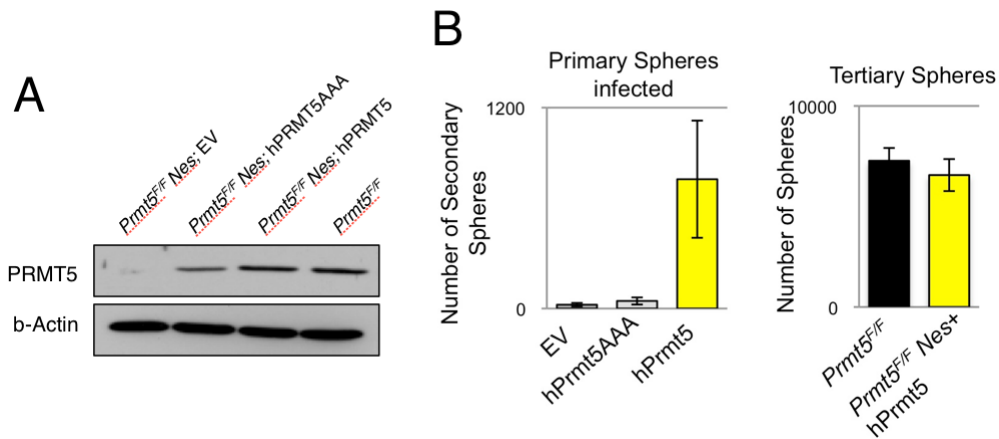 A
Prmt5F/F Nes; EV
Prmt5F/F Nes; hPRMT5AAA
Prmt5F/F Nes; hPRMT5
Prmt5F/F
PRMT5
b-Actin
B
Primary Spheres
infected
Number of Secondary
Spheres
1200
0
EV
hPrmt5AAA
hPrmt5
Tertiary Spheres
Number of Spheres
10000
0
Prmt5F/F
Prmt5F/F Nes+
hPrmt5